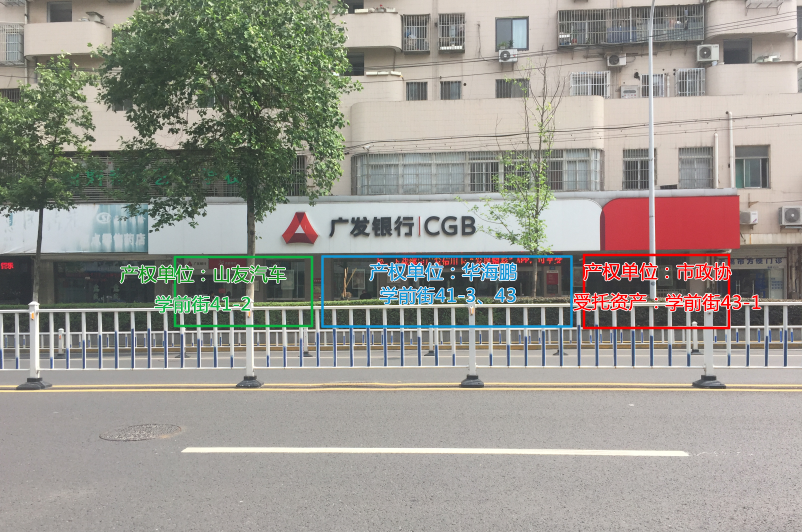 广发银行|CGB
产权单位：山友汽车
学前街41-2
产权单位：华海鹏
学前街41-3、43
产权单位：市政协
受托资产：学前街43-1